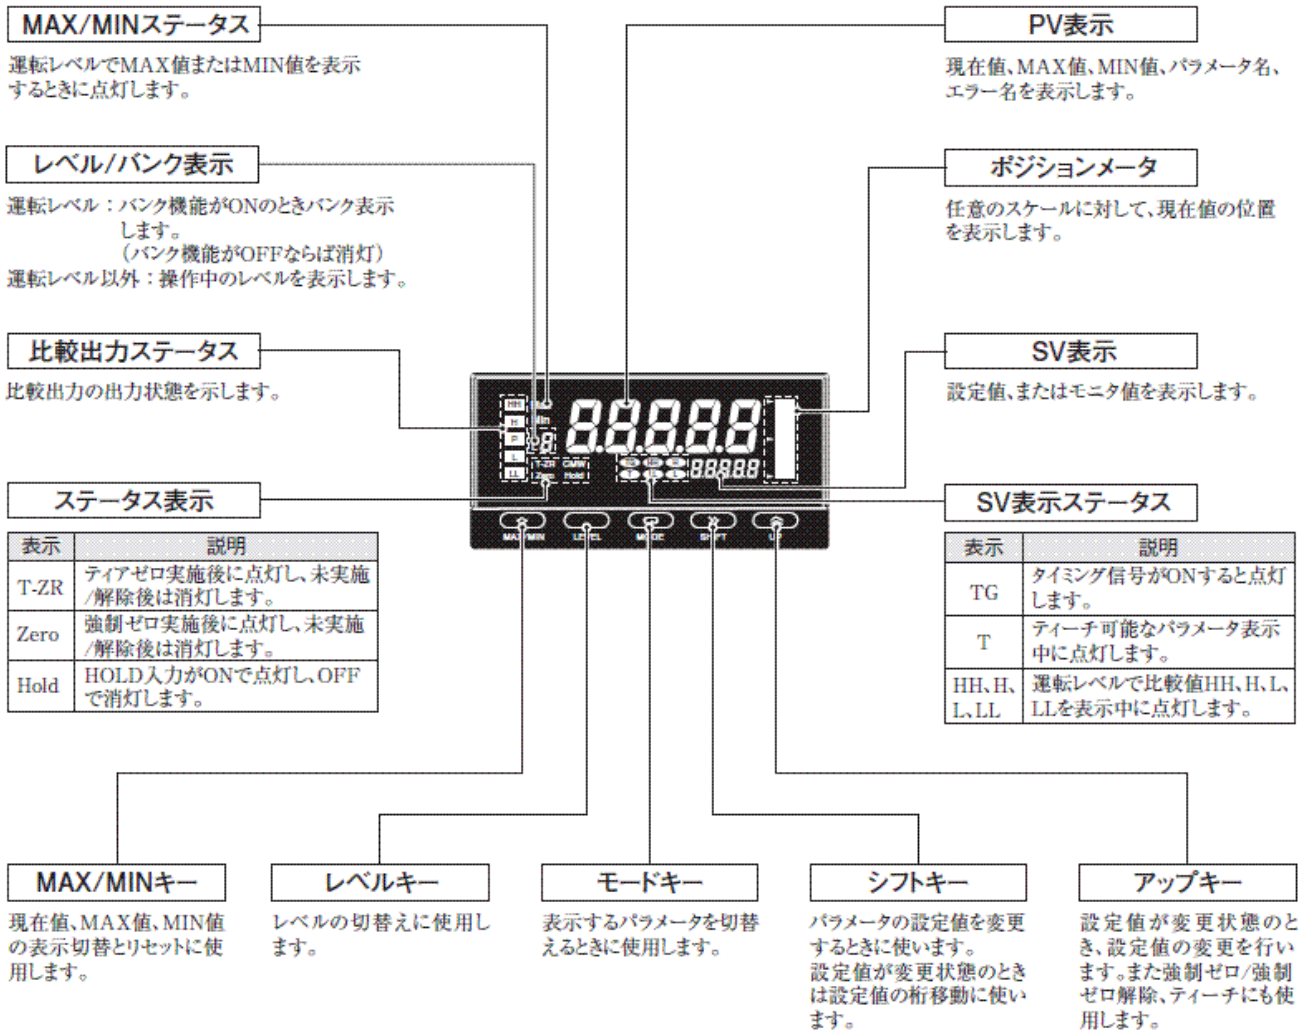 MAX/MINステータス
運転レベルでMAX値またはMIN値を表示
するときに点灯します。
レベル/バンク表示
運転レベル：バンク機能がONのときバンク表示
します。
（バンク機能がOFFならば消灯）
運転レベル以外：操作中のレベルを表示します。
比較出力ステータス
比較出力の出力状態を示します。
ステータス表示
表示 説明
T-ZR ティアゼロ実施後に点灯し、未実施
/解除後は消灯します。
Zero 強制ゼロ実施後に点灯し、未実施
/解除後は消灯します。
Hold HOLD入力がONで点灯し、OFF
で消灯します。
PV表示
現在値、MAX値、MIN値、パラメータ名、
エラー名を表示します。
ポジションメータ
任意のスケールに対して、現在値の位置
を表示します。
SV表示
設定値、またはモニタ値を表示します。
SV表示ステータス
表示 説明
TG タイミング信号がONすると点灯
します。
T ティーチ可能なパラメータ表示
中に点灯します。
HH、H、 運転レベルで比較値HH、H、L、
L、LL LLを表示中に点灯します。
HH
H
P
L
LL
Min
8
88888
T-ZR CMW
Zero Hold
TG HH H
T LL L
88888
MAX/MIN LEVEL MODE SHIFT UP
MAX/MINキー
現在値、MAX値、MIN値
の表示切替とリセットに使
用します。
レベルキー
レベルの切替えに使用し
ます。
モードキー
表示するパラメータを切替
えるときに使用します。
シフトキー
パラメータの設定値を変更
するときに使います。
設定値が変更状態のとき
は設定値の桁移動に使い
ます。
アップキー
設定値が変更状態のと
き、設定値の変更を行い
ます。また強制ゼロ/強制
ゼロ解除、ティーチにも使
用します。